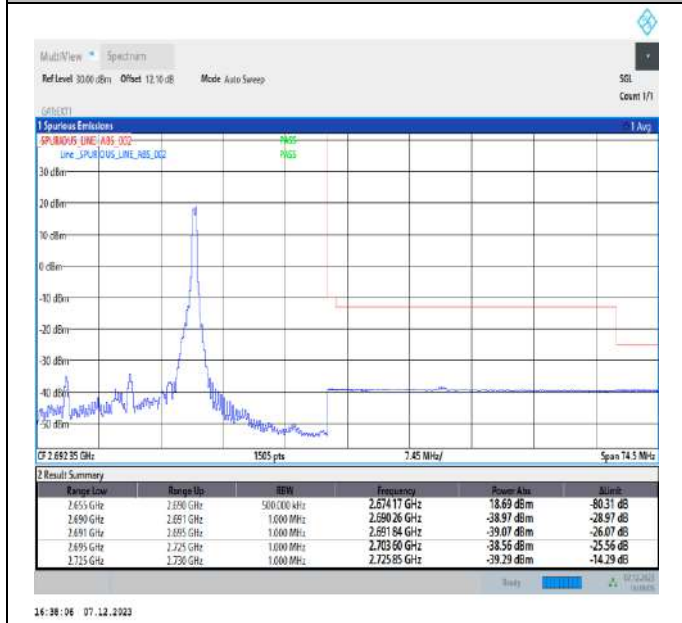 MultiView Spectrum
Ref Level 30.00 dBm Offset 12.10 dB Mode Auto Sweep SGL
Count 1/1
1 Spurious Emissions 1 Avg
SPURIOUS_LINE_ABS_002 PASS
Line _SPURIOUS_LINE_ABS_002 PASS
30 dBm
20 dBm
10 dBm
0 dBm
-10 dBm
-20 dBm
-30 dBm
-40 dBm
-50 dBm
CF 2.692 35 GHz 1505 pts 7.45 MHz/ Span 74.5 MHz
2 Result Summary
Range Low Range Up RBW Frequency Power Abs ΔLimit
2.655 GHz 2.690 GHz 500.000 kHz 2.674 17 GHz 18.69 dBm -80.31 dB
2.690 GHz 2.691 GHz 1.000 MHz 2.690 26 GHz -38.97 dBm -28.97 dB
2.691 GHz 2.695 GHz 1.000 MHz 2.691 84 GHz -39.07 dBm -26.07 dB
2.695 GHz 2.725 GHz 1.000 MHz 2.703 60 GHz -38.56 dBm -25.56 dB
2.725 GHz 2.730 GHz 1.000 MHz 2.725 85 GHz -39.29 dBm -14.29 dB
Ready
16:38:06 07.12.2023